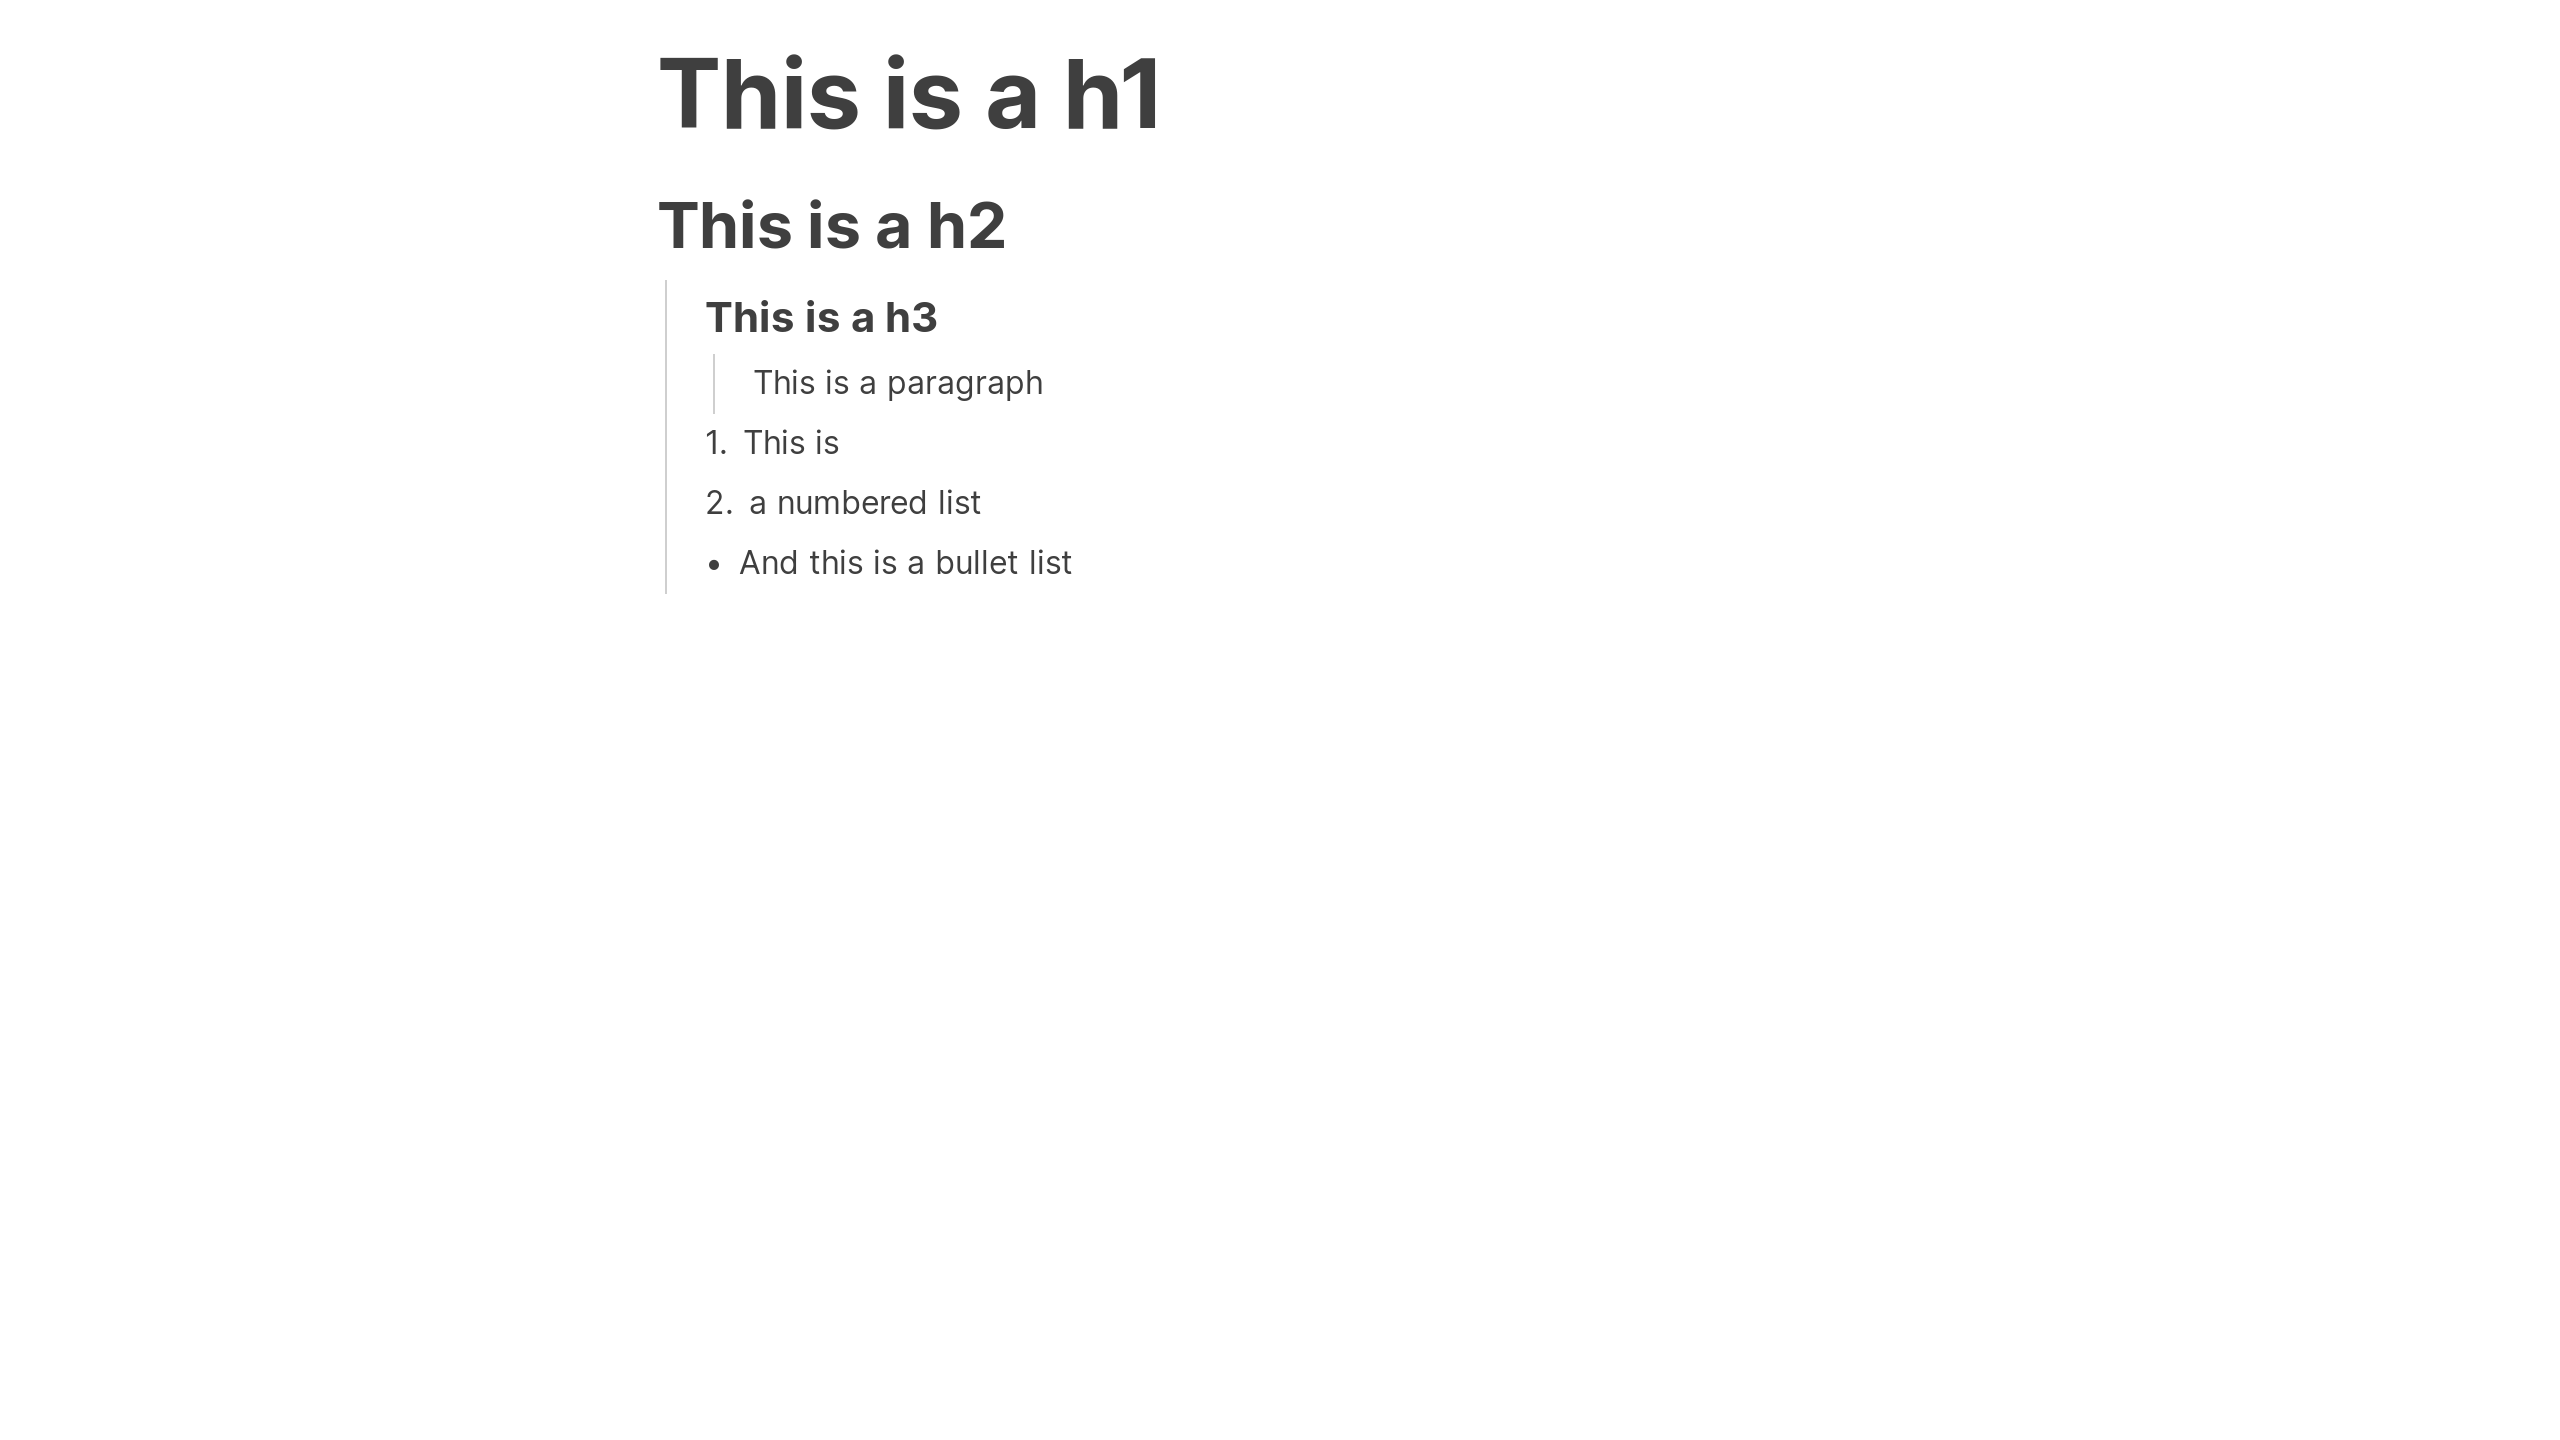 This is a h1
This is a h2
This is a h3
This is a paragraph
1. This is
2. a numbered list
• And this is a bullet list